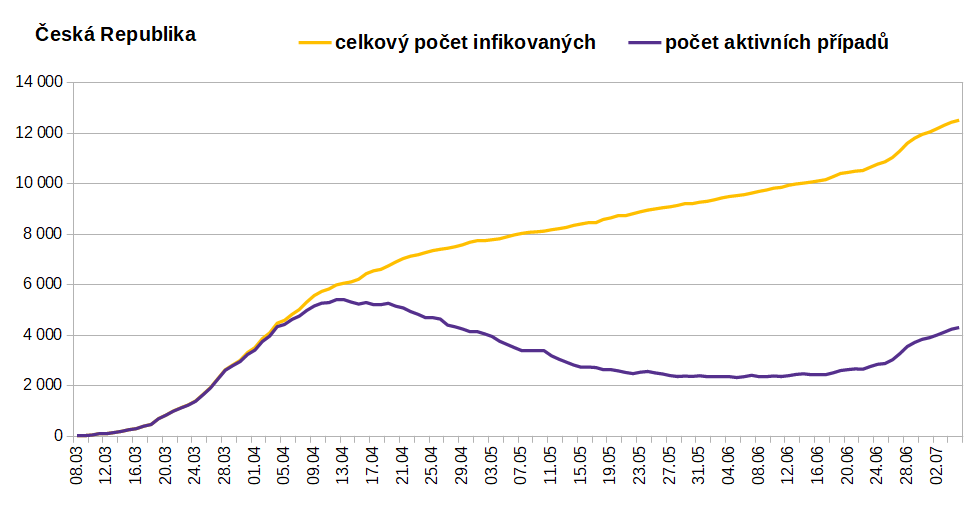 Česká Republika
celkový počet infikovaných
počet aktivních případů
14 000
12 000
10 000
8 000
6 000
4 000
2 000
0
08.03 12.03 16.03 20.03 24.03 28.03 01.04 05.04 09.04 13.04 17.04 21.04 25.04 29.04 03.05 07.05 11.05 15.05 19.05 23.05 27.05 31.05 04.06 08.06 12.06 16.06 20.06 24.06 28.06 02.07